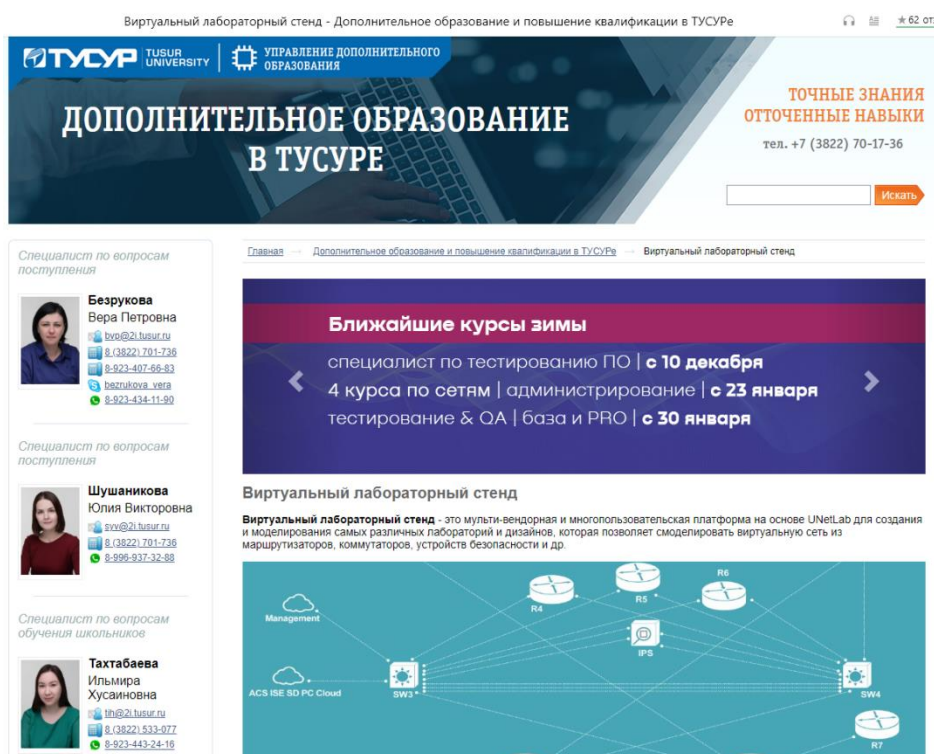 Виртуальный лабораторный стенд - Дополнительное образование и повышение квалификации в ТУСУРе
★ 62 от
ТУСУР TUSUR UNIVERSITY
УПРАВЛЕНИЕ ДОПОЛНИТЕЛЬНОГО
ОБРАЗОВАНИЯ
ДОПОЛНИТЕЛЬНОЕ ОБРАЗОВАНИЕ
В ТУСУРЕ
ТОЧНЫЕ ЗНАНИЯ
ОТТОЧЕННЫЕ НАВЫКИ
тел. +7 (3822) 70-17-36
Искать
Специалист по вопросам
поступления
Безрукова
Вера Петровна
bvp@2i.tusur.ru
8 (3822) 701-736
8-923-407-66-83
bezrukova_vera
8-923-434-11-90
Специалист по вопросам
поступления
Шушаникова
Юлия Викторовна
syv@2i.tusur.ru
8 (3822) 701-736
8-996-937-32-88
Специалист по вопросам
обучения школьников
Тахтабаева
Ильмира
Хусаиновна
tih@2i.tusur.ru
8 (3822) 533-077
8-923-443-24-16
Главная → Дополнительное образование и повышение квалификации в ТУСУРе → Виртуальный лабораторный стенд
Ближайшие курсы зимы
специалист по тестированию ПО | с 10 декабря
4 курса по сетям | администрирование | с 23 января
тестирование & QA | база и PRO | с 30 января
Виртуальный лабораторный стенд
Виртуальный лабораторный стенд - это мульти-вендорная и многопользовательская платформа на основе UNetLab для создания
и моделирования самых различных лабораторий и дизайнов, которая позволяет смоделировать виртуальную сеть из
маршрутизаторов, коммутаторов, устройств безопасности и др.
Management
R4
R5
R6
IPS
ACS ISE SD PC Cloud
SW3
SW4
R7